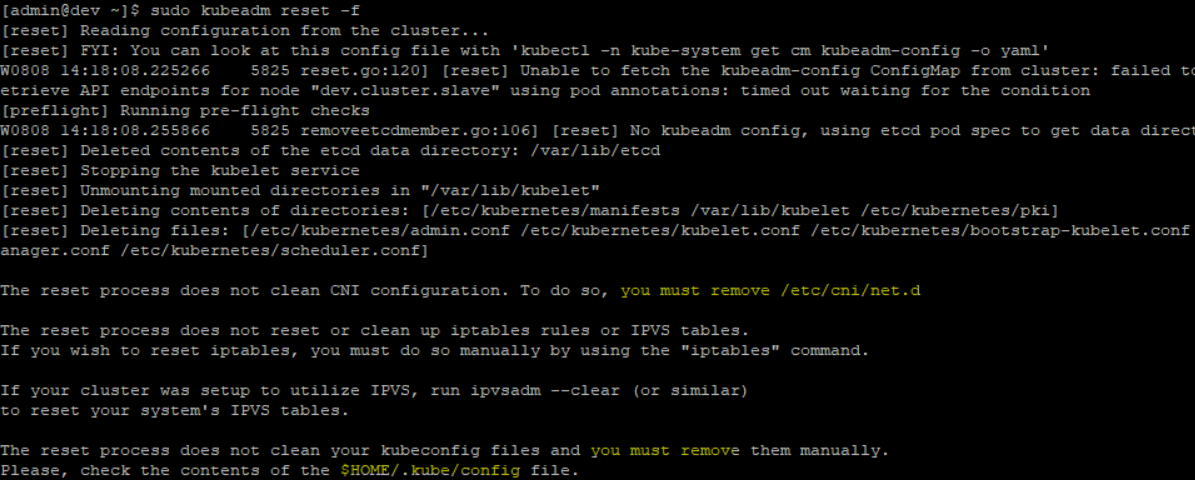 [admin@dev ~]$ sudo kubeadm reset -f
[reset] Reading configuration from the cluster...
[reset] FYI: You can look at this config file with 'kubectl -n kube-system get cm kubeadm-config -o yaml'
W0808 14:18:08.225266    5825 reset.go:120] [reset] Unable to fetch the kubeadm-config ConfigMap from cluster: failed to
etrieve API endpoints for node "dev.cluster.slave" using pod annotations: timed out waiting for the condition
[preflight] Running pre-flight checks
W0808 14:18:08.255866    5825 removeetcdmember.go:106] [reset] No kubeadm config, using etcd pod spec to get data direct
[reset] Deleted contents of the etcd data directory: /var/lib/etcd
[reset] Stopping the kubelet service
[reset] Unmounting mounted directories in "/var/lib/kubelet"
[reset] Deleting contents of directories: [/etc/kubernetes/manifests /var/lib/kubelet /etc/kubernetes/pki]
[reset] Deleting files: [/etc/kubernetes/admin.conf /etc/kubernetes/kubelet.conf /etc/kubernetes/bootstrap-kubelet.conf
anager.conf /etc/kubernetes/scheduler.conf]
The reset process does not clean CNI configuration. To do so, you must remove /etc/cni/net.d
The reset process does not reset or clean up iptables rules or IPVS tables.
If you wish to reset iptables, you must do so manually by using the "iptables" command.
If your cluster was setup to utilize IPVS, run ipvsadm --clear (or similar)
to reset your system's IPVS tables.
The reset process does not clean your kubeconfig files and you must remove them manually.
Please, check the contents of the $HOME/.kube/config file.